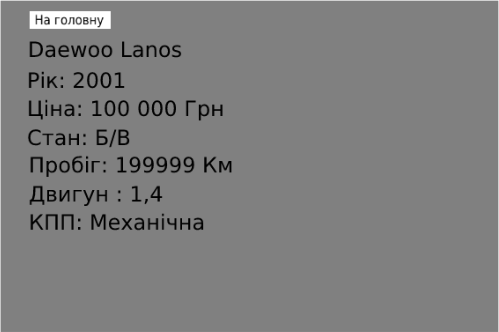 На головну
Daewoo Lanos
Рік: 2001
Ціна: 100 000 Грн
Стан: Б/В
Пробіг: 199999 Км
Двигун : 1,4
КПП: Механічна